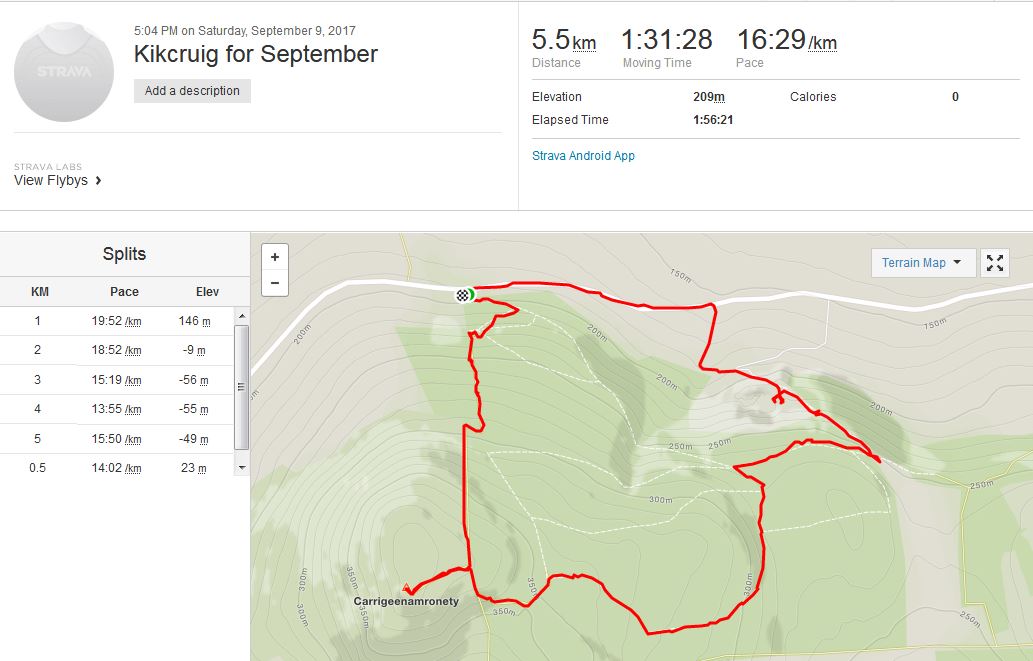 STRAVA
5:04 PM on Saturday, September 9, 2017
Kikcruig for September
Add a description
STRAVA LABS
View Flybys
5.5km
Distance
1:31:28
Moving Time
16:29/km
Pace
Elevation 209m Calories 0
Elapsed Time 1:56:21
Strava Android App
Splits
KM Pace Elev
1 19:52 /km 146 m
2 18:52 /km -9 m
3 15:19 /km -56 m
4 13:55 /km -55 m
5 15:50 /km -49 m
0.5 14:02 /km 23 m
+
−
Terrain Map
150m
150m
200m
200m
200m
200m
250m
250m
250m
300m
300m
300m
300m
350m
350m
350m
350m
250m
Carrigeenamronety